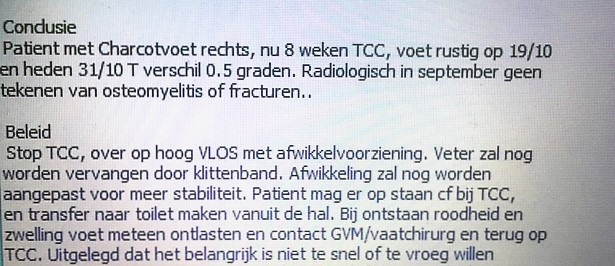 Conclusie
Patient met Charcotvoet rechts, nu 8 weken TCC, voet rustig op 19/10
en heden 31/10 T verschil 0.5 graden. Radiologisch in september geen
tekenen van osteomyelitis of fracturen..
Beleid
Stop TCC, over op hoog VLOS met afwikkelvoorziening. Veter zal nog
worden vervangen door klittenband. Afwikkeling zal nog worden
aangepast voor meer stabiliteit. Patient mag er op staan cf bij TCC,
en transfer naar toilet maken vanuit de hal. Bij ontstaan roodheid en
zwelling voet meteen ontlasten en contact GVM/vaatchirurg en terug op
TCC. Uitgelegd dat het belangrijk is niet te snel of te vroeg willen